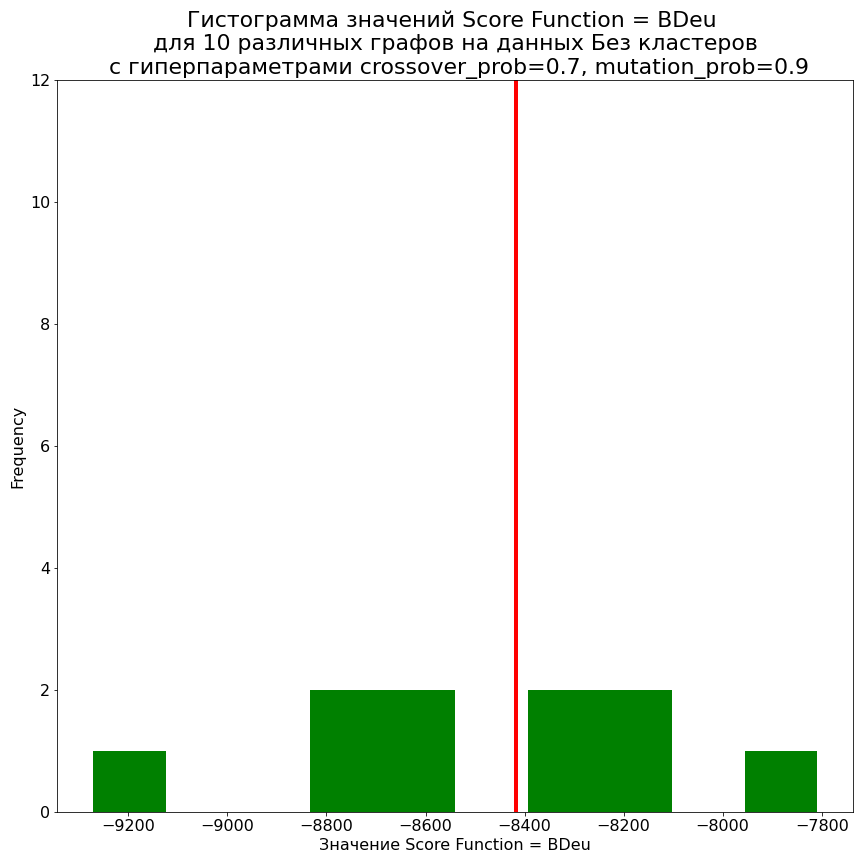 Гистограмма значений Score Function = BDeu
для 10 различных графов на данных Без кластеров
с гиперпараметрами crossover_prob=0.7, mutation_prob=0.9
12
10
8
6
4
2
0
Frequency
−9200 −9000 −8800 −8600 −8400 −8200 −8000 −7800
Значение Score Function = BDeu